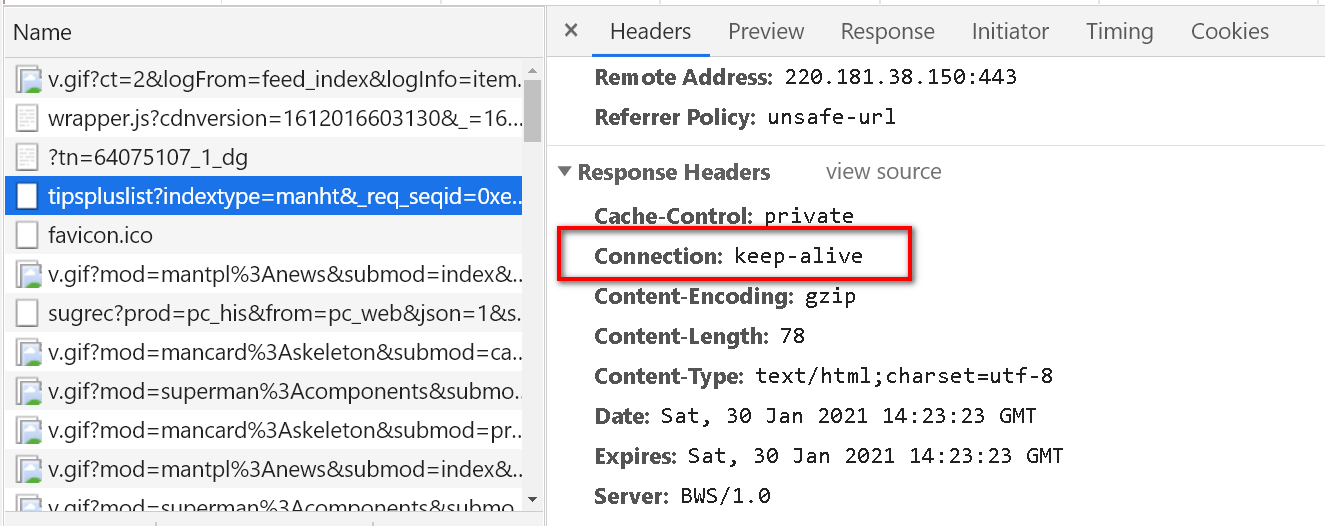 Name
v.gif?ct=2&logFrom=feed_index&logInfo=item.
wrapper.js?cdnversion=1612016603130&_=16...
?tn=64075107_1_dg
tipspluslist?indextype=manht&_req_seqid=0xe..
favicon.ico
v.gif?mod=mantpl%3Anews&submod=index&...
sugrec?prod=pc_his&from=pc_web&json=1&s.
v.gif?mod=mancard%3Askeleton&submod=ca..
v.gif?mod=superman%3Acomponents&submo.
v.gif?mod=mancard%3Askeleton&submod=pr..
v.gif?mod=mantpl%3Anews&submod=index&..
v.gif?mod=superman%3Acomponents&submo.
× Headers Preview Response Initiator Timing Cookies
Remote Address: 220.181.38.150:443
Referrer Policy: unsafe-url
Response Headers view source
Cache-Control: private
Connection: keep-alive
Content-Encoding: gzip
Content-Length: 78
Content-Type: text/html;charset=utf-8
Date: Sat, 30 Jan 2021 14:23:23 GMT
Expires: Sat, 30 Jan 2021 14:23:23 GMT
Server: BWS/1.0